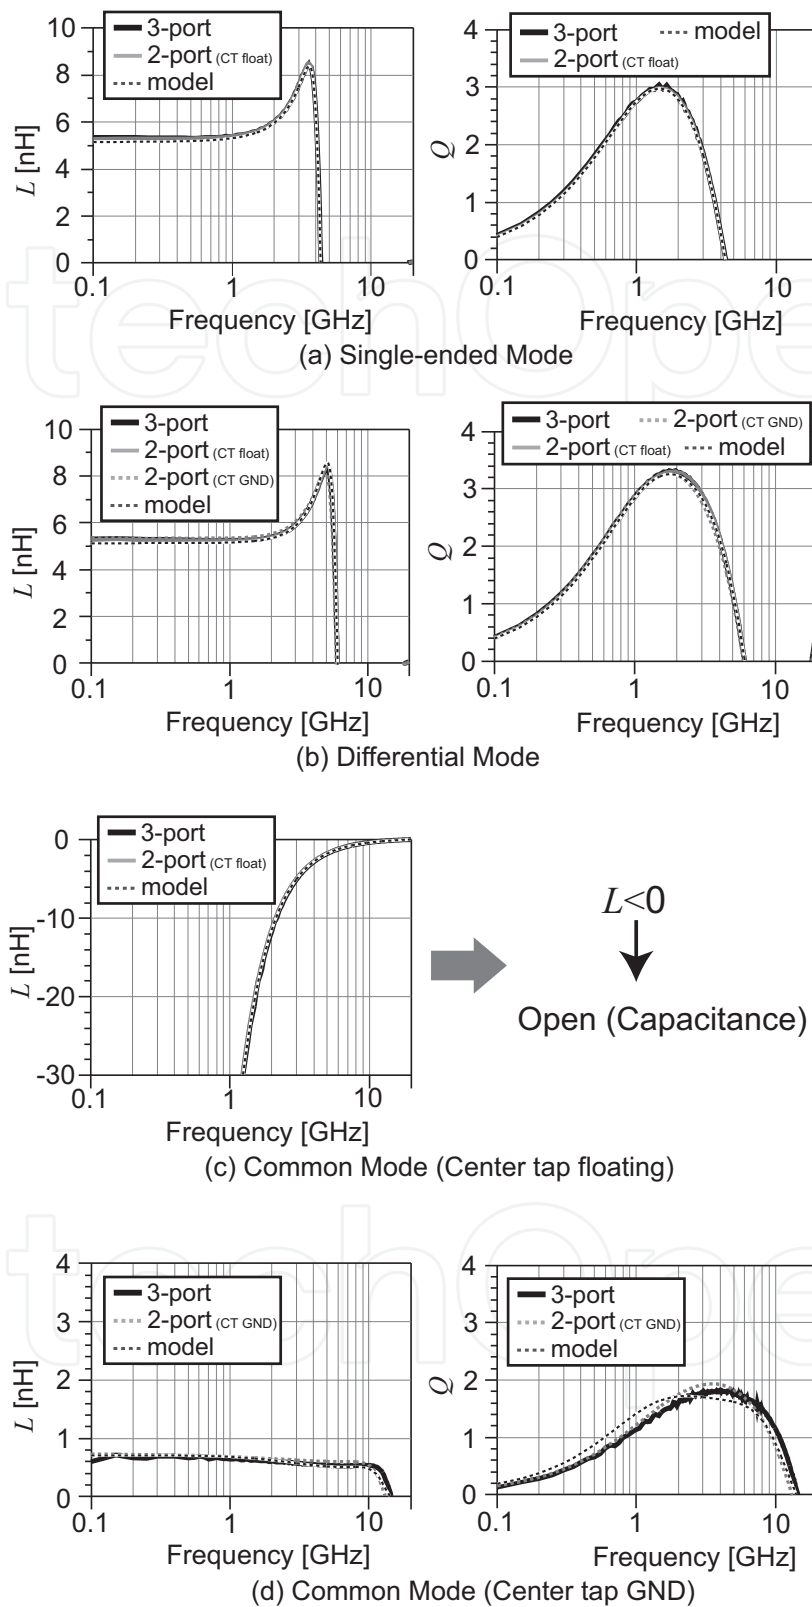 3-port
2-port (CT float)
model
10
8
6
4
2
0
L [nH]
0.1
1
10
Frequency [GHz]
3-port
model
2-port (CT float)
4
3
2
1
0
Q
0.1
1
10
Frequency [GHz]
(a) Single-ended Mode
3-port
2-port (CT float)
2-port (CT GND)
model
10
8
6
4
2
0
L [nH]
0.1
1
10
Frequency [GHz]
3-port
2-port (CT GND)
2-port (CT float)
model
4
3
2
1
0
Q
0.1
1
10
Frequency [GHz]
(b) Differential Mode
3-port
2-port (CT float)
model
0
-10
-20
-30
L [nH]
0.1
1
10
Frequency [GHz]
L<0
Open (Capacitance)
(c) Common Mode (Center tap floating)
3-port
2-port (CT GND)
model
4
3
2
1
0
L [nH]
0.1
1
10
Frequency [GHz]
3-port
2-port (CT GND)
model
4
3
2
1
0
Q
0.1
1
10
Frequency [GHz]
(d) Common Mode (Center tap GND)
techOpe
techOpe